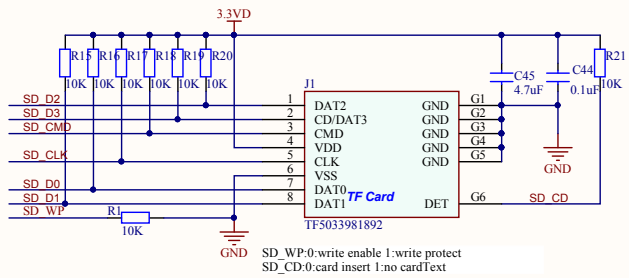 3.3VD
R15 R16 R17 R18 R19 R20
10K 10K 10K 10K 10K 10K
C45
4.7uF
C44
0.1uF
R21
10K
J1
SD_D2 1 DAT2 GND G1
SD_D3 2 CD/DAT3 GND G2
SD_CMD 3 CMD GND G3
4 VDD GND G4
SD_CLK 5 CLK GND G5
6 VSS
SD_D0 7 DAT0
SD_D1 8 DAT1 TF Card DET G6 SD_CD
SD_WP R1
10K
TF5033981892
GND
GND
SD_WP:0:write enable 1:write protect
SD_CD:0:card insert 1:no cardText